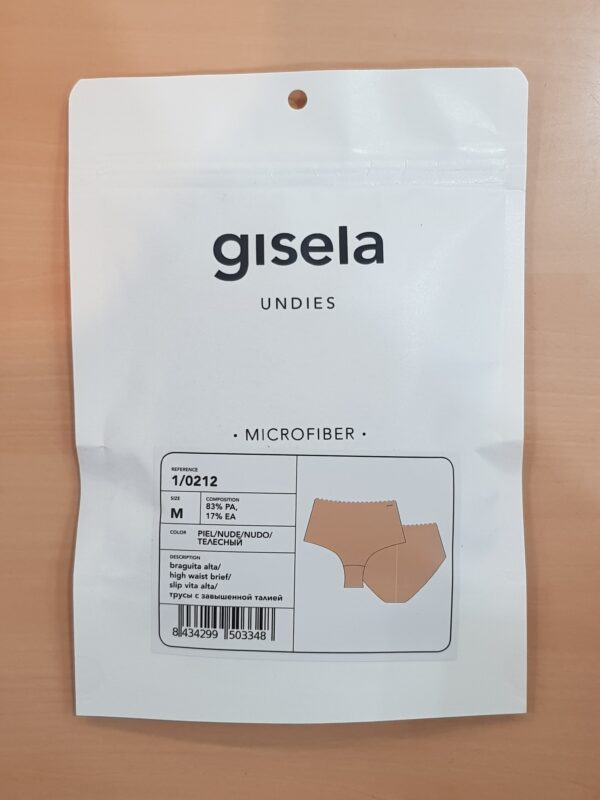 gisela
UNDIES
· MICROFIBER ·
REFERENCE
1/0212
SIZE
M
COMPOSITION
83% PA,
17% EA
COLOR
PIEL/NUDE/NUDO/
ТЕЛЕСНЫЙ
DESCRIPTION
braguita alta/
high waist brief/
slip vita alta/
трусы с завышенной талией
8 434299 503348